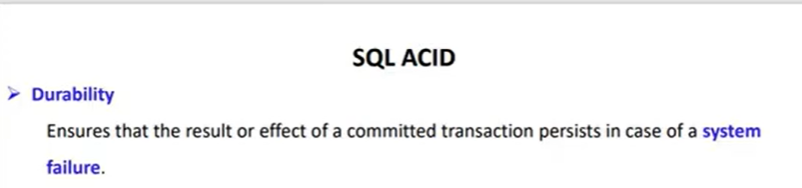 SQL ACID
➢ Durability
Ensures that the result or effect of a committed transaction persists in case of a system
failure.